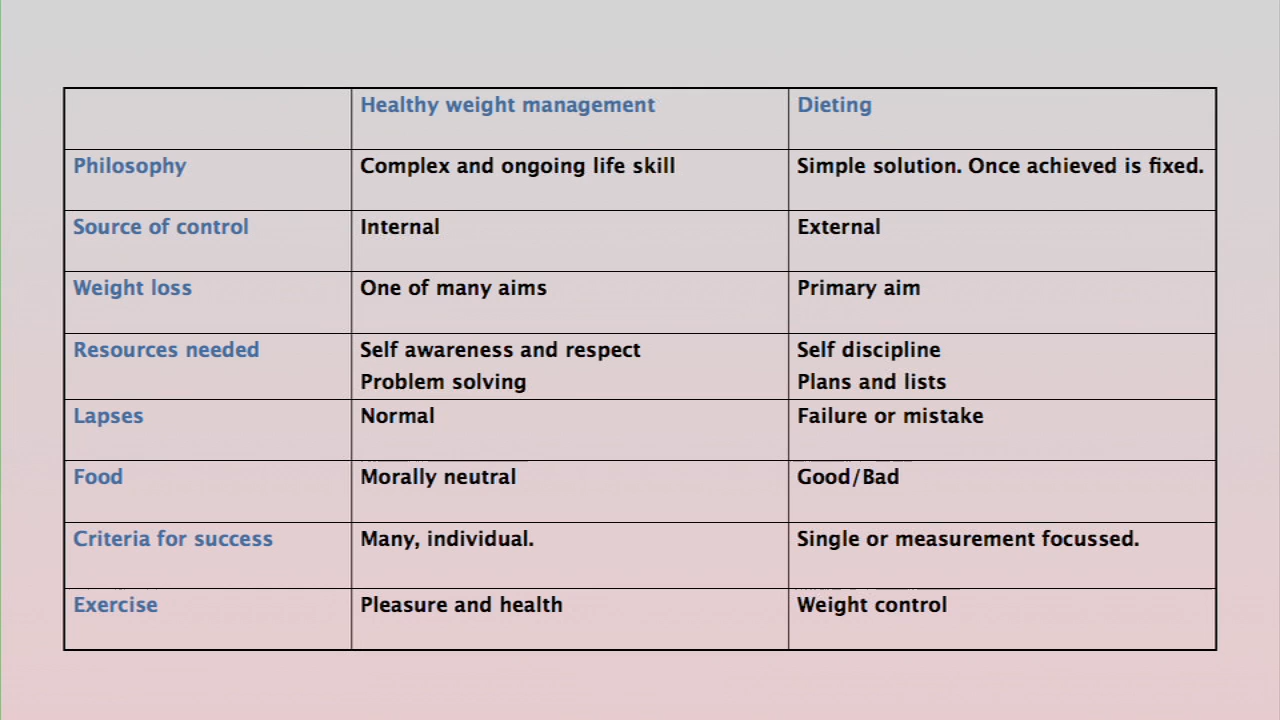 Healthy weight management Dieting
Philosophy Complex and ongoing life skill Simple solution. Once achieved is fixed.
Source of control Internal External
Weight loss One of many aims Primary aim
Resources needed Self awareness and respect Self discipline
Problem solving Plans and lists
Lapses Normal Failure or mistake
Food Morally neutral Good/Bad
Criteria for success Many, individual. Single or measurement focussed.
Exercise Pleasure and health Weight control